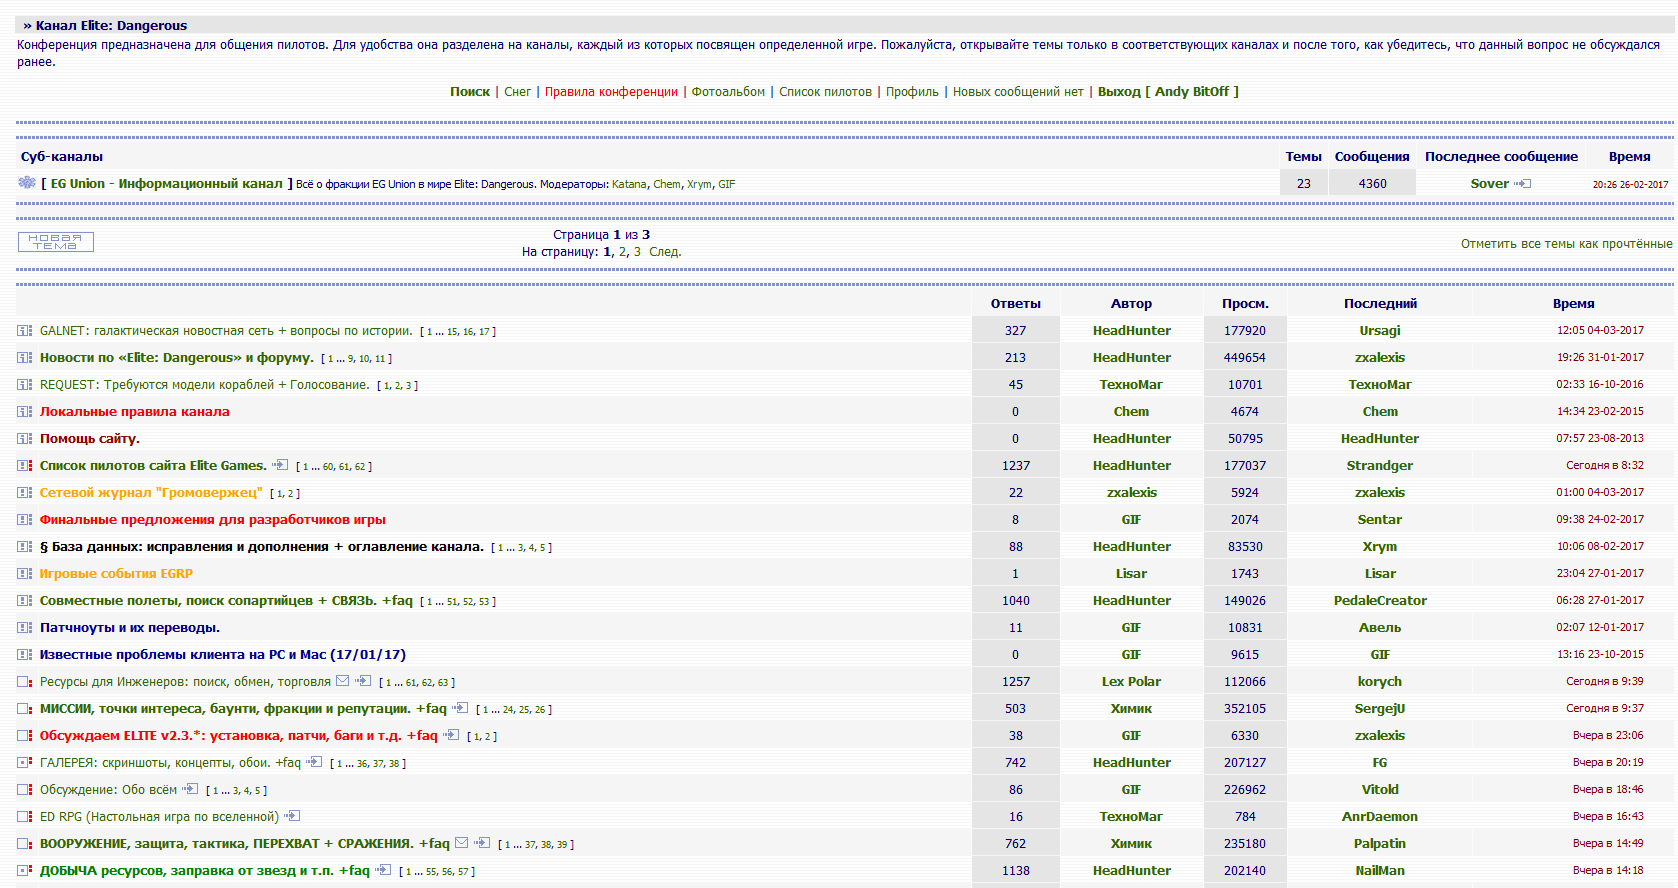 » Канал Elite: Dangerous
Конференция предназначена для общения пилотов. Для удобства она разделена на каналы, каждый из которых посвящен определенной игре. Пожалуйста, открывайте темы только в соответствующих каналах и после того, как убедитесь, что данный вопрос не обсуждался
ранее.
Поиск | Снег | Правила конференции | Фотоальбом | Список пилотов | Профиль | Новых сообщений нет | Выход [ Andy BitOff ]
Суб-каналы Темы Сообщения Последнее сообщение Время
[ EG Union - Информационный канал ] Всё о фракции EG Union в мире Elite: Dangerous. Модераторы: Katana, Chem, Xrym, GIF 23 4360 Sover 20:26 26-02-2017
НОВАЯ
ТЕМА
Страница 1 из 3
На страницу: 1, 2, 3 След.
Отметить все темы как прочтённые
Ответы Автор Просм. Последний Время
GALNET: галактическая новостная сеть + вопросы по истории. [ 1 ... 15, 16, 17 ] 327 HeadHunter 177920 Ursagi 12:05 04-03-2017
Новости по «Elite: Dangerous» и форуму. [ 1 ... 9, 10, 11 ] 213 HeadHunter 449654 zxalexis 19:26 31-01-2017
REQUEST: Требуются модели кораблей + Голосование. [ 1, 2, 3 ] 45 ТехноМаг 10701 ТехноМаг 02:33 16-10-2016
Локальные правила канала 0 Chem 4674 Chem 14:34 23-02-2015
Помощь сайту. 0 HeadHunter 50795 HeadHunter 07:57 23-08-2013
Список пилотов сайта Elite Games. [ 1 ... 60, 61, 62 ] 1237 HeadHunter 177037 Strandger Сегодня в 8:32
Сетевой журнал "Громовержец" [ 1, 2 ] 22 zxalexis 5924 zxalexis 01:00 04-03-2017
Финальные предложения для разработчиков игры 8 GIF 2074 Sentar 09:38 24-02-2017
§ База данных: исправления и дополнения + оглавление канала. [ 1 ... 3, 4, 5 ] 88 HeadHunter 83530 Xrym 10:06 08-02-2017
Игровые события EGRP 1 Lisar 1743 Lisar 23:04 27-01-2017
Совместные полеты, поиск сопартийцев + СВЯЗЬ. +faq [ 1 ... 51, 52, 53 ] 1040 HeadHunter 149026 PedaleCreator 06:28 27-01-2017
Патчноуты и их переводы. 11 GIF 10831 Авель 02:07 12-01-2017
Известные проблемы клиента на PC и Mac (17/01/17) 0 GIF 9615 GIF 13:16 23-10-2015
Ресурсы для Инженеров: поиск, обмен, торговля [ 1 ... 61, 62, 63 ] 1257 Lex Polar 112066 korych Сегодня в 9:39
МИССИИ, точки интереса, баунти, фракции и репутации. +faq [ 1 ... 24, 25, 26 ] 503 Химик 352105 SergejU Сегодня в 9:37
Обсуждаем ELITE v2.3.*: установка, патчи, баги и т.д. +faq [ 1, 2 ] 38 GIF 6330 zxalexis Вчера в 23:06
ГАЛЕРЕЯ: скриншоты, концепты, обои. +faq [ 1 ... 36, 37, 38 ] 742 HeadHunter 207127 FG Вчера в 20:19
Обсуждение: Обо всём [ 1 ... 3, 4, 5 ] 86 GIF 226962 Vitold Вчера в 18:46
ED RPG (Настольная игра по вселенной) 16 ТехноМаг 784 AnrDaemon Вчера в 16:43
ВООРУЖЕНИЕ, защита, тактика, ПЕРЕХВАТ + СРАЖЕНИЯ. +faq [ 1 ... 37, 38, 39 ] 762 Химик 235180 Palpatin Вчера в 14:49
ДОБЫЧА ресурсов, заправка от звезд и т.п. +faq [ 1 ... 55, 56, 57 ] 1138 HeadHunter 202140 NailMan Вчера в 14:18